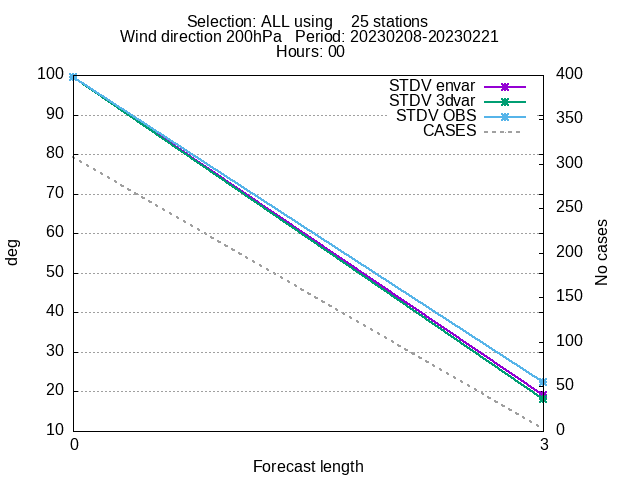 Selection: ALL using    25 stations
Wind direction 200hPa   Period: 20230208-20230221
Hours: 00
100
90
80
70
60
50
40
30
20
10
deg
STDV envar
STDV 3dvar
STDV OBS
CASES
400
350
300
250
200
150
100
50
0
No cases
0
3
Forecast length